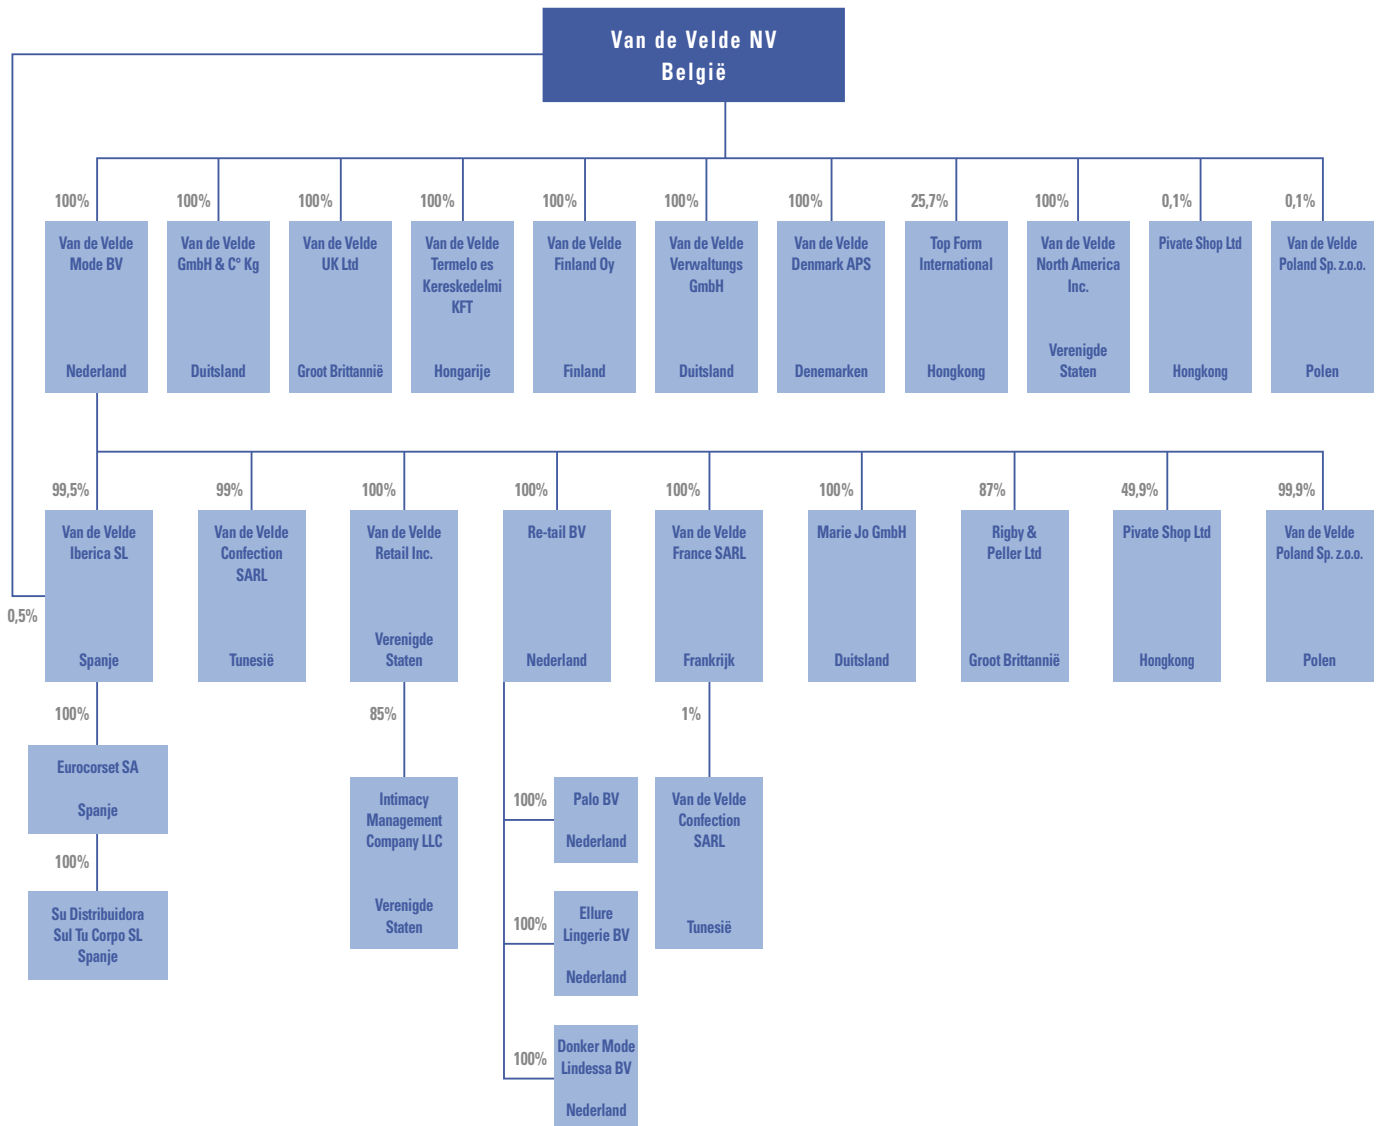 Van de Velde NV
België
100%
100%
100%
100%
100%
100%
100%
25,7%
100%
0,1%
0,1%
Van de Velde
Mode BV
Nederland
Van de Velde
GmbH & C° Kg
Duitsland
Van de Velde
UK Ltd
Groot Brittannië
Van de Velde
Termelo es
Kereskedelmi
KFT
Hongarije
Van de Velde
Finland Oy
Finland
Van de Velde
Verwaltungs
GmbH
Duitsland
Van de Velde
Denmark APS
Denemarken
Top Form
International
Hongkong
Van de Velde
North America
Inc.
Verenigde
Staten
Pivate Shop Ltd
Hongkong
Van de Velde
Poland Sp. z.o.o.
Polen
99,5%
99%
100%
100%
100%
100%
87%
49,9%
99,9%
Van de Velde
Iberica SL
Spanje
0,5%
Van de Velde
Confection
SARL
Tunesië
Van de Velde
Retail Inc.
Verenigde
Staten
Re-tail BV
Nederland
Van de Velde
France SARL
Frankrijk
Marie Jo GmbH
Duitsland
Rigby &
Peller Ltd
Groot Brittannië
Pivate Shop Ltd
Hongkong
Van de Velde
Poland Sp. z.o.o.
Polen
100%
Eurocorset SA
Spanje
100%
Su Distribuidora
Sul Tu Corpo SL
Spanje
85%
Intimacy
Management
Company LLC
Verenigde
Staten
100%
Palo BV
Nederland
100%
Ellure
Lingerie BV
Nederland
100%
Donker Mode
Lindessa BV
Nederland
1%
Van de Velde
Confection
SARL
Tunesië